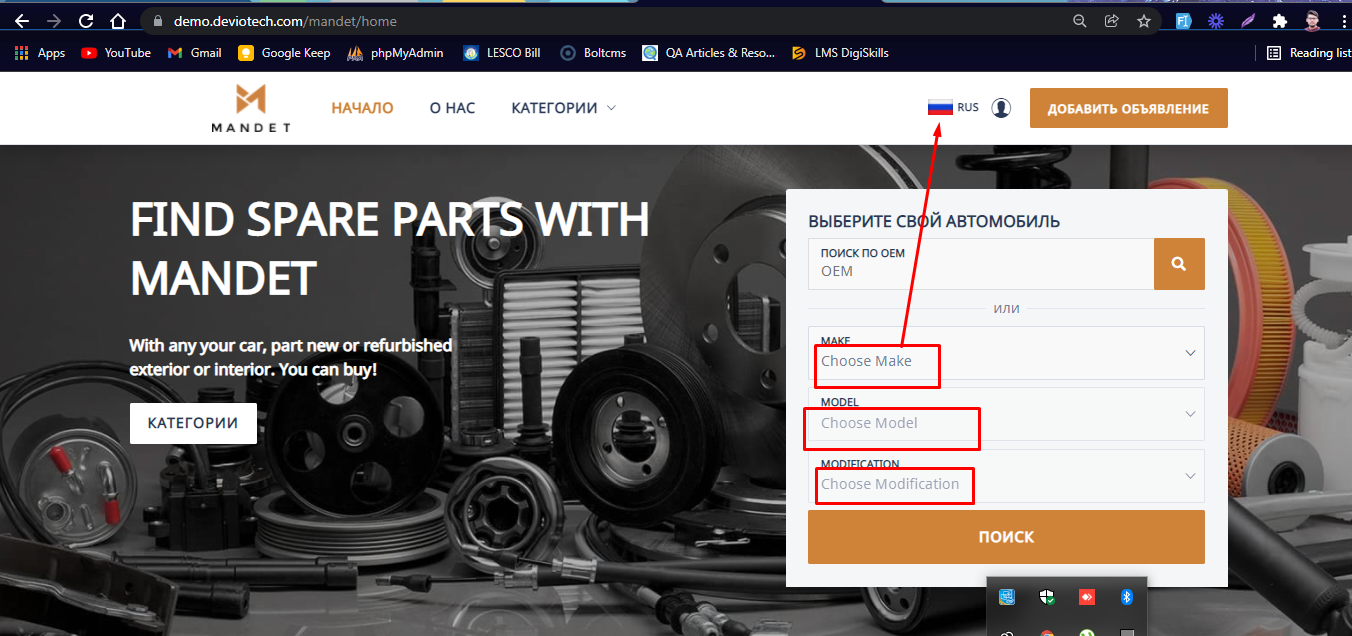 demo.deviotech.com/mandet/home
Apps YouTube Gmail Google Keep phpMyAdmin LESCO Bill Boltcms QA Articles & Reso... LMS DigiSkills Reading list
MANDET
НАЧАЛО О НАС КАТЕГОРИИ RUS ДОБАВИТЬ ОБЪЯВЛЕНИЕ
FIND SPARE PARTS WITH
MANDET
With any your car, part new or refurbished
exterior or interior. You can buy!
КАТЕГОРИИ
ВЫБЕРИТЕ СВОЙ АВТОМОБИЛЬ
ПОИСК ПО OEM
OEM
ИЛИ
MAKE
Choose Make
MODEL
Choose Model
MODIFICATION
Choose Modification
ПОИСК